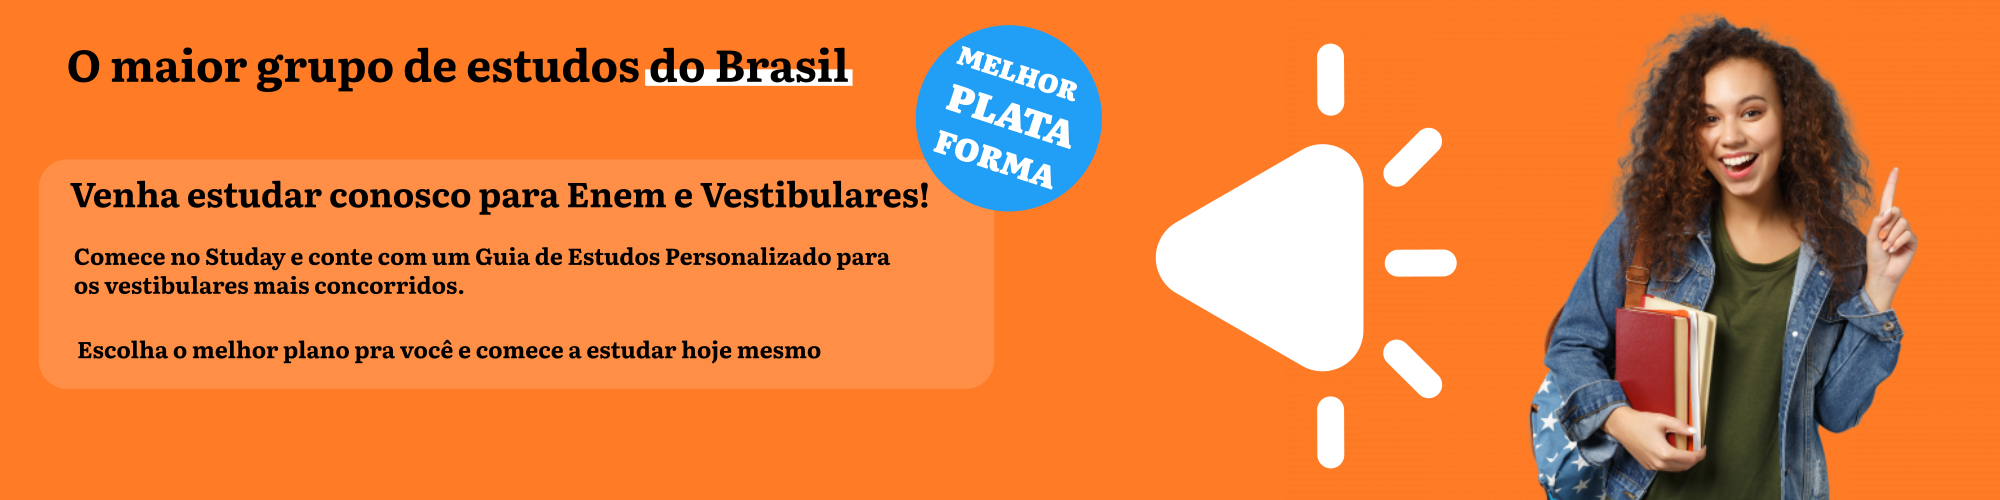 O maior grupo de estudos do Brasil
MELHOR
PLATA
FORMA
Venha estudar conosco para Enem e Vestibulares!
Comece no Studay e conte com um Guia de Estudos Personalizado para
os vestibulares mais concorridos.
Escolha o melhor plano pra você e comece a estudar hoje mesmo